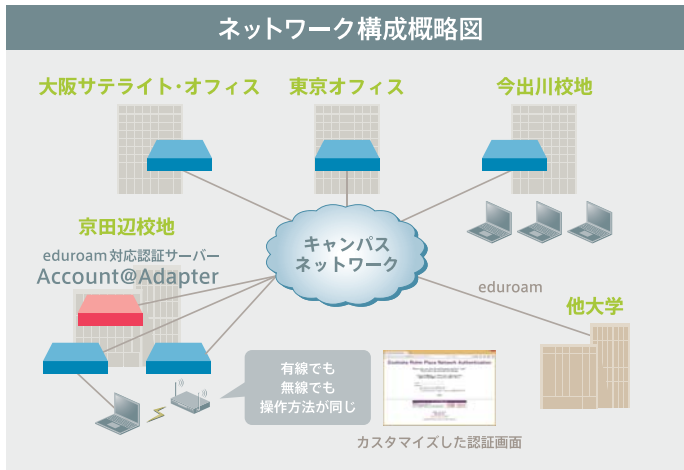 ネットワーク構成概略図
大阪サテライト・オフィス
東京オフィス
今出川校地
京田辺校地
eduroam対応認証サーバー
Account@Adapter
キャンパス
ネットワーク
eduroam
他大学
有線でも
無線でも
操作方法が同じ
Network Authentication
カスタマイズした認証画面